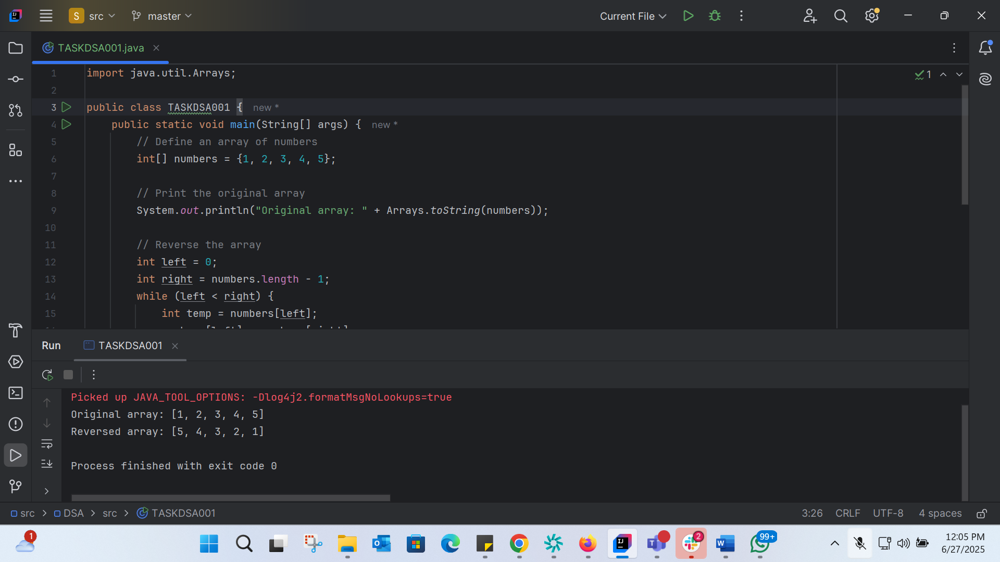 S src master Current File
TASKDSA001.java
1 import java.util.Arrays; 1
2
3 public class TASKDSA001 { new *
4 public static void main(String[] args) { new *
5 // Define an array of numbers
6 int[] numbers = {1, 2, 3, 4, 5};
7
8 // Print the original array
9 System.out.println("Original array: " + Arrays.toString(numbers));
10
11 // Reverse the array
12 int left = 0;
13 int right = numbers.length - 1;
14 while (left < right) {
15 int temp = numbers[left];
Run TASKDSA001
Picked up JAVA_TOOL_OPTIONS: -Dlog4j2.formatMsgNoLookups=true
Original array: [1, 2, 3, 4, 5]
Reversed array: [5, 4, 3, 2, 1]
Process finished with exit code 0
src > DSA > src > TASKDSA001 3:26 CRLF UTF-8 4 spaces
1 2 99+ 12:05 PM
6/27/2025